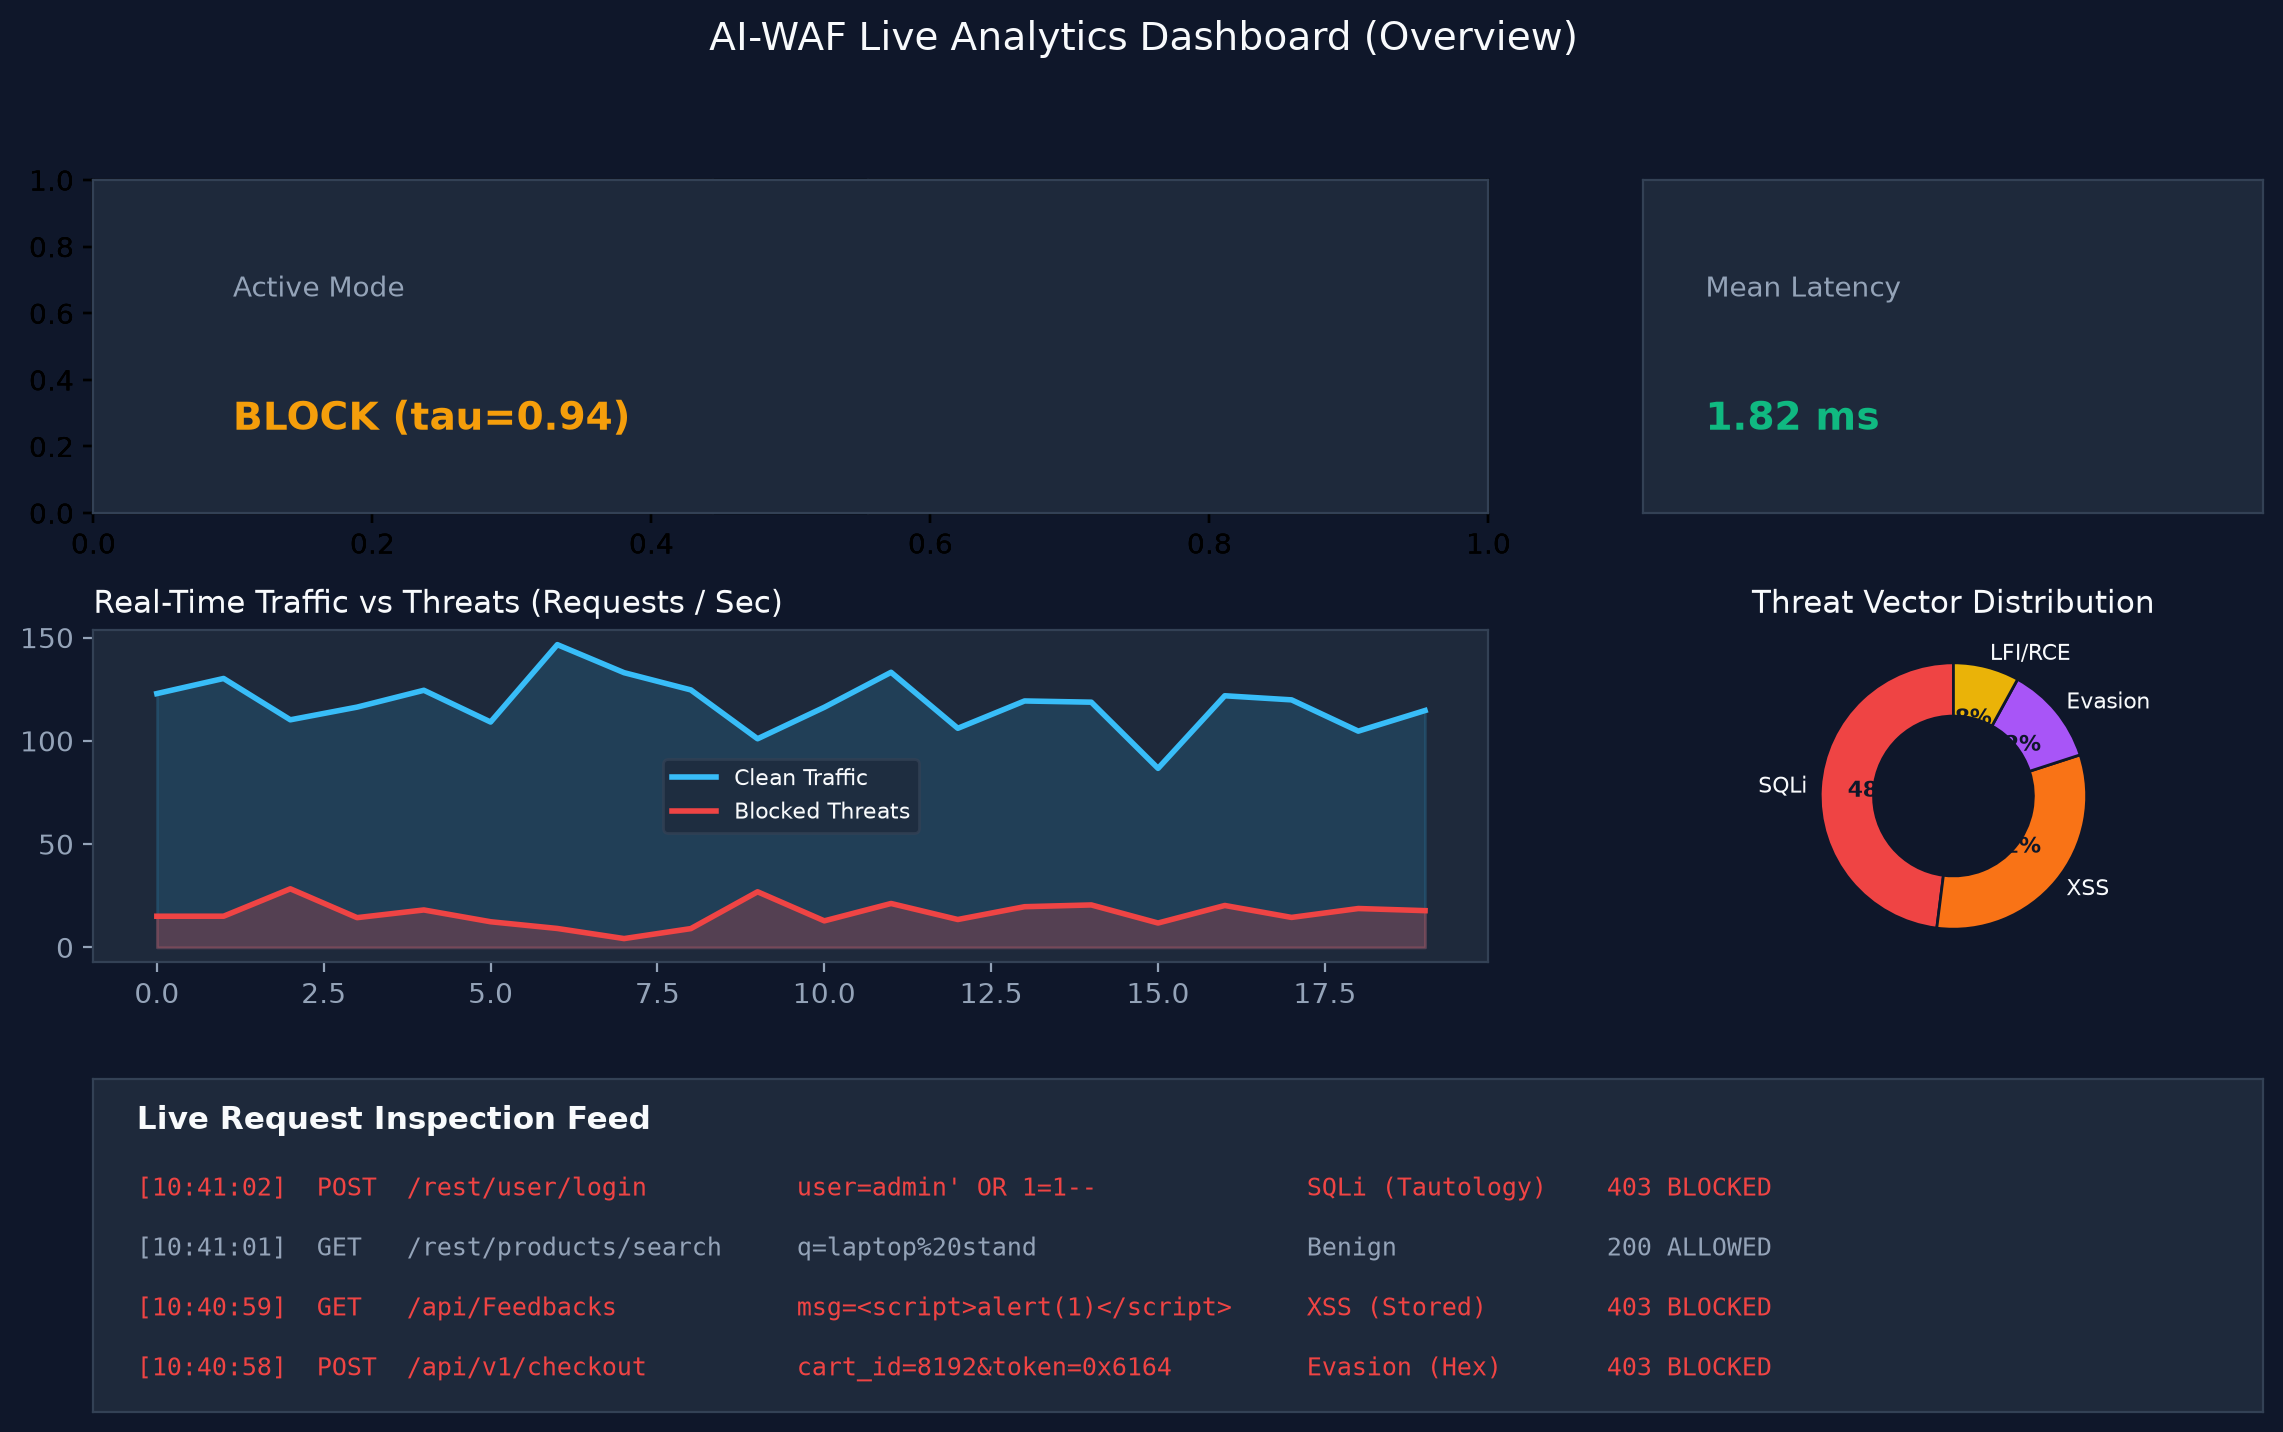 AI-WAF Live Analytics Dashboard (Overview)
1.0
0.8
0.6
0.4
0.2
0.0
0.0 0.2 0.4 0.6 0.8 1.0
Active Mode
BLOCK (tau=0.94)
Mean Latency
1.82 ms
Real-Time Traffic vs Threats (Requests / Sec)
150
100
50
0
0.0 2.5 5.0 7.5 10.0 12.5 15.0 17.5
Clean Traffic
Blocked Threats
Threat Vector Distribution
LFI/RCE
Evasion
SQLi
XSS
8%
48
Live Request Inspection Feed
[10:41:02] POST /rest/user/login user=admin' OR 1=1-- SQLi (Tautology) 403 BLOCKED
[10:41:01] GET /rest/products/search q=laptop%20stand Benign 200 ALLOWED
[10:40:59] GET /api/Feedbacks msg=<script>alert(1)</script> XSS (Stored) 403 BLOCKED
[10:40:58] POST /api/v1/checkout cart_id=8192&token=0x6164 Evasion (Hex) 403 BLOCKED